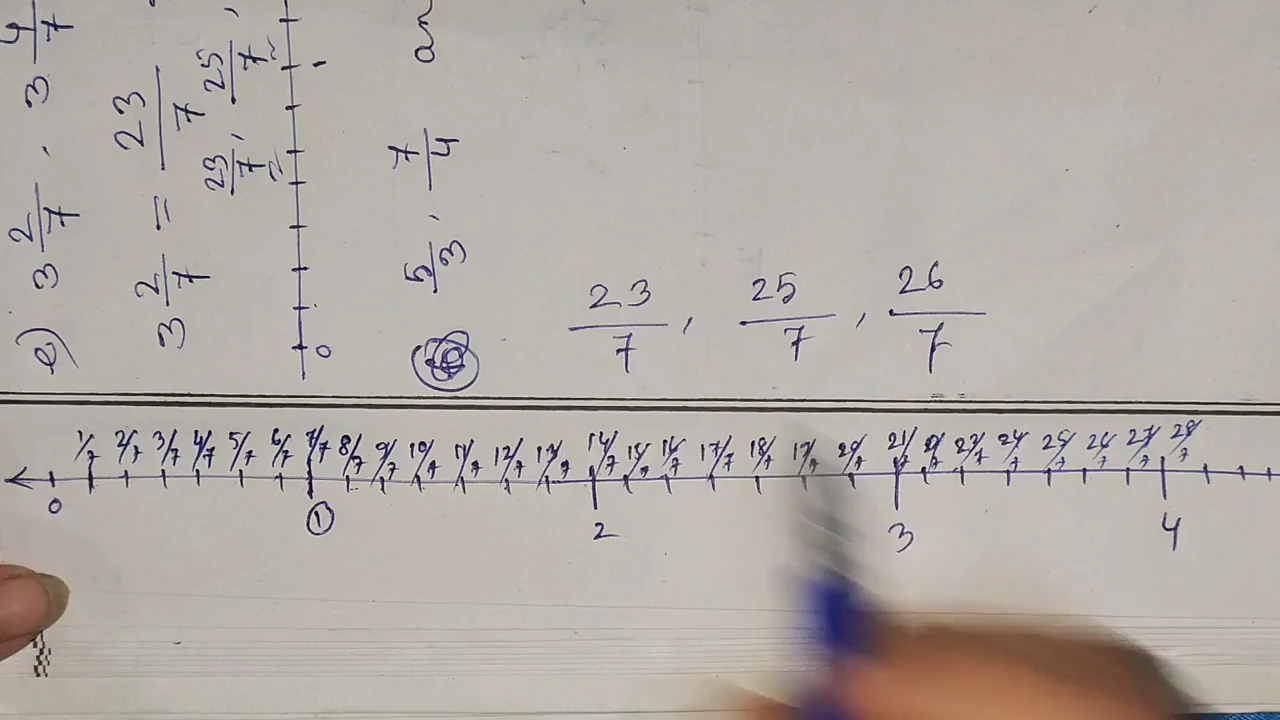 e) 3 2/7 . 3 4/7
3 2/7 = 23/7
23/7, 25/7,
0 1
5/3, 7/4 an
23/7, 25/7, 26/7
1/7 2/7 3/7 4/7 5/7 6/7 7/7 8/7 9/7 10/7 11/7 12/7 13/7 14/7 15/7 16/7 17/7 18/7 19/7 20/7 21/7 23/7 24/7 25/7 26/7 27/7 28/7
0 1 2 3 4